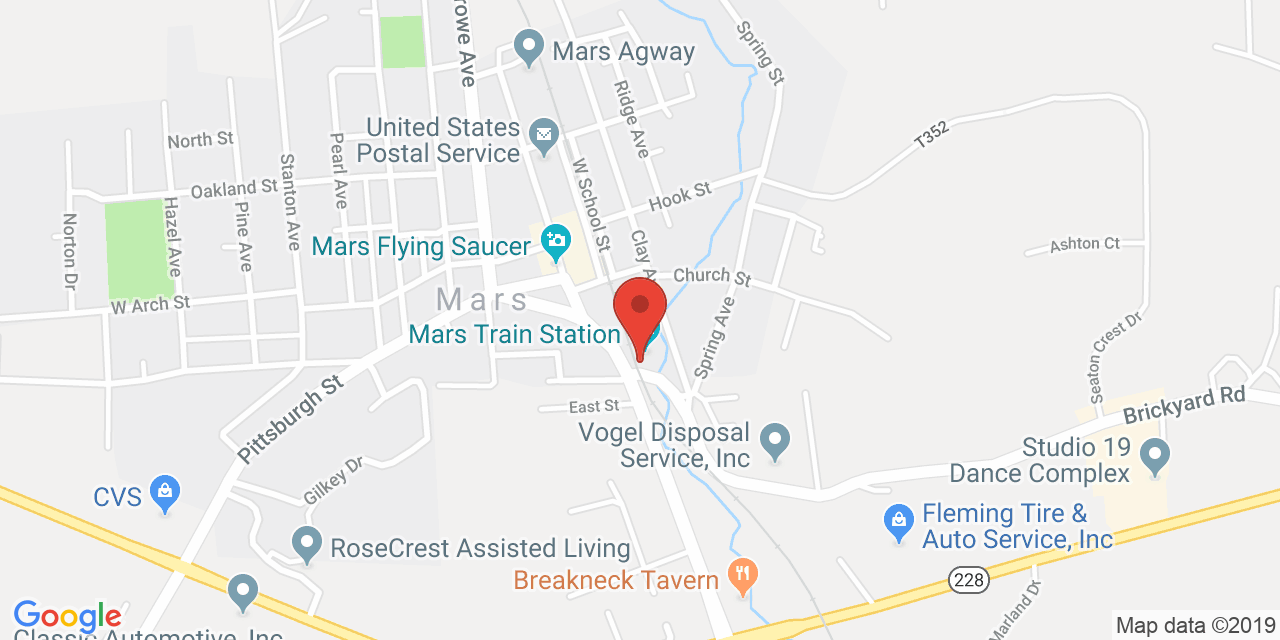 Crowe Ave
Spring St
Mars Agway
Ridge Ave
United States
Postal Service
T352
North St
Pearl Ave
Stanton Ave
W School St
Oakland St
Hook St
Hazel Ave
Pine Ave
Norton Dr
Mars Flying Saucer
Clay A
Ashton Ct
Church St
W Arch St
Mars
Mars Train Station
Spring Ave
Seaton Crest Dr
Pittsburgh St
East St
Brickyard Rd
Vogel Disposal
Service, Inc
Studio 19
Dance Complex
Gilkey Dr
CVS
Fleming Tire &
Auto Service, Inc
RoseCrest Assisted Living
Breakneck Tavern
228
Marland Dr
Google
Classic Automotive, Inc
Map data ©2019